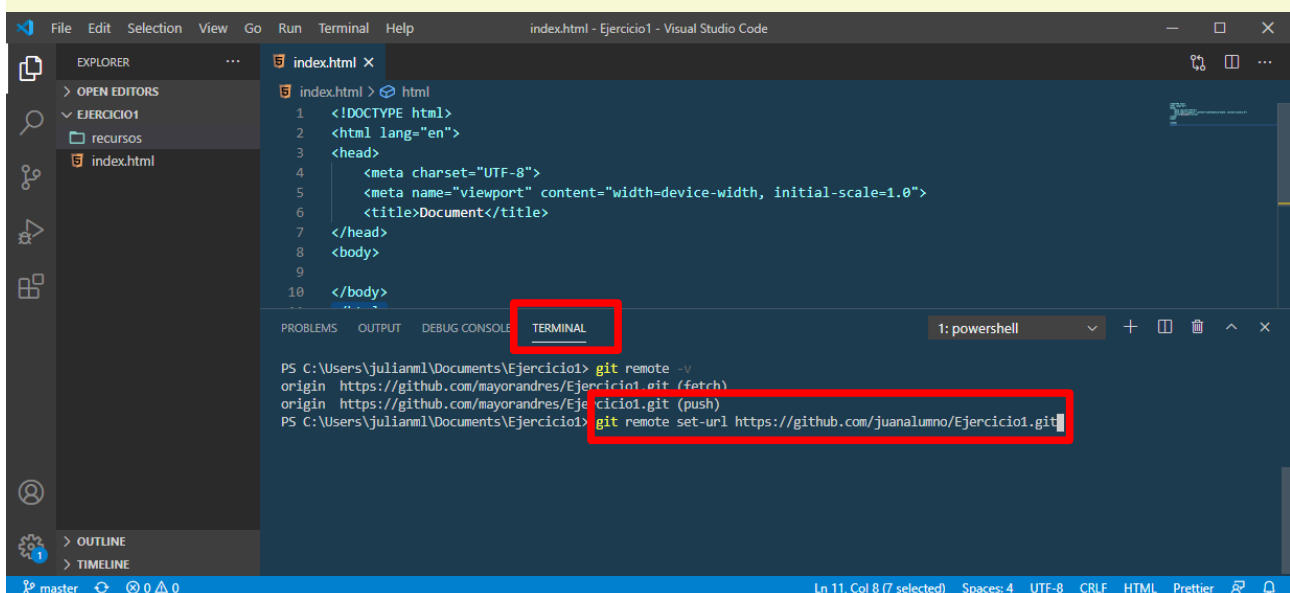 File Edit Selection View Go Run Terminal Help index.html - Ejercicio1 - Visual Studio Code
EXPLORER ...
> OPEN EDITORS
EJERCICIO1
recursos
index.html
> OUTLINE
> TIMELINE
index.html
index.html > html
1 <!DOCTYPE html>
2 <html lang="en">
3 <head>
4 <meta charset="UTF-8">
5 <meta name="viewport" content="width=device-width, initial-scale=1.0">
6 <title>Document</title>
7 </head>
8 <body>
9
10 </body>
PROBLEMS OUTPUT DEBUG CONSOLE TERMINAL 1: powershell
PS C:\Users\julianml\Documents\Ejercicio1> git remote -v
origin https://github.com/mayorandres/Ejercicio1.git (fetch)
origin https://github.com/mayorandres/Ejercicio1.git (push)
PS C:\Users\julianml\Documents\Ejercicio1> git remote set-url https://github.com/juanalumno/Ejercicio1.git
1
master 0 0 Ln 11, Col 8 (7 selected) Spaces: 4 UTF-8 CRLF HTML Prettier